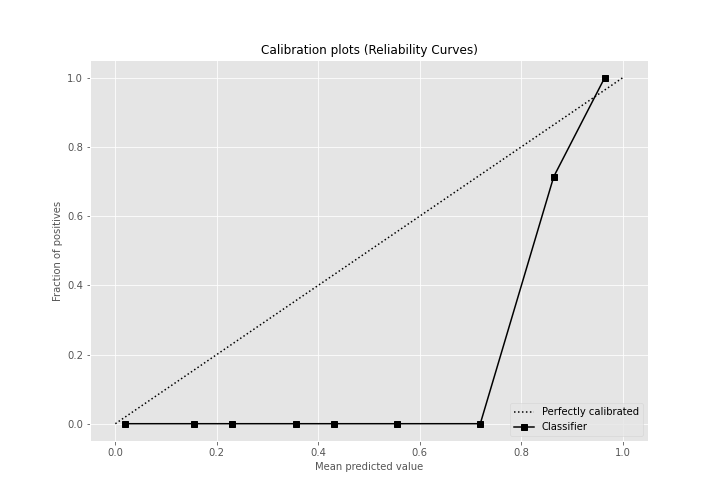 Calibration plots (Reliability Curves)
1.0
0.8
0.6
0.4
0.2
0.0
Fraction of positives
0.0 0.2 0.4 0.6 0.8 1.0
Mean predicted value
Perfectly calibrated
Classifier